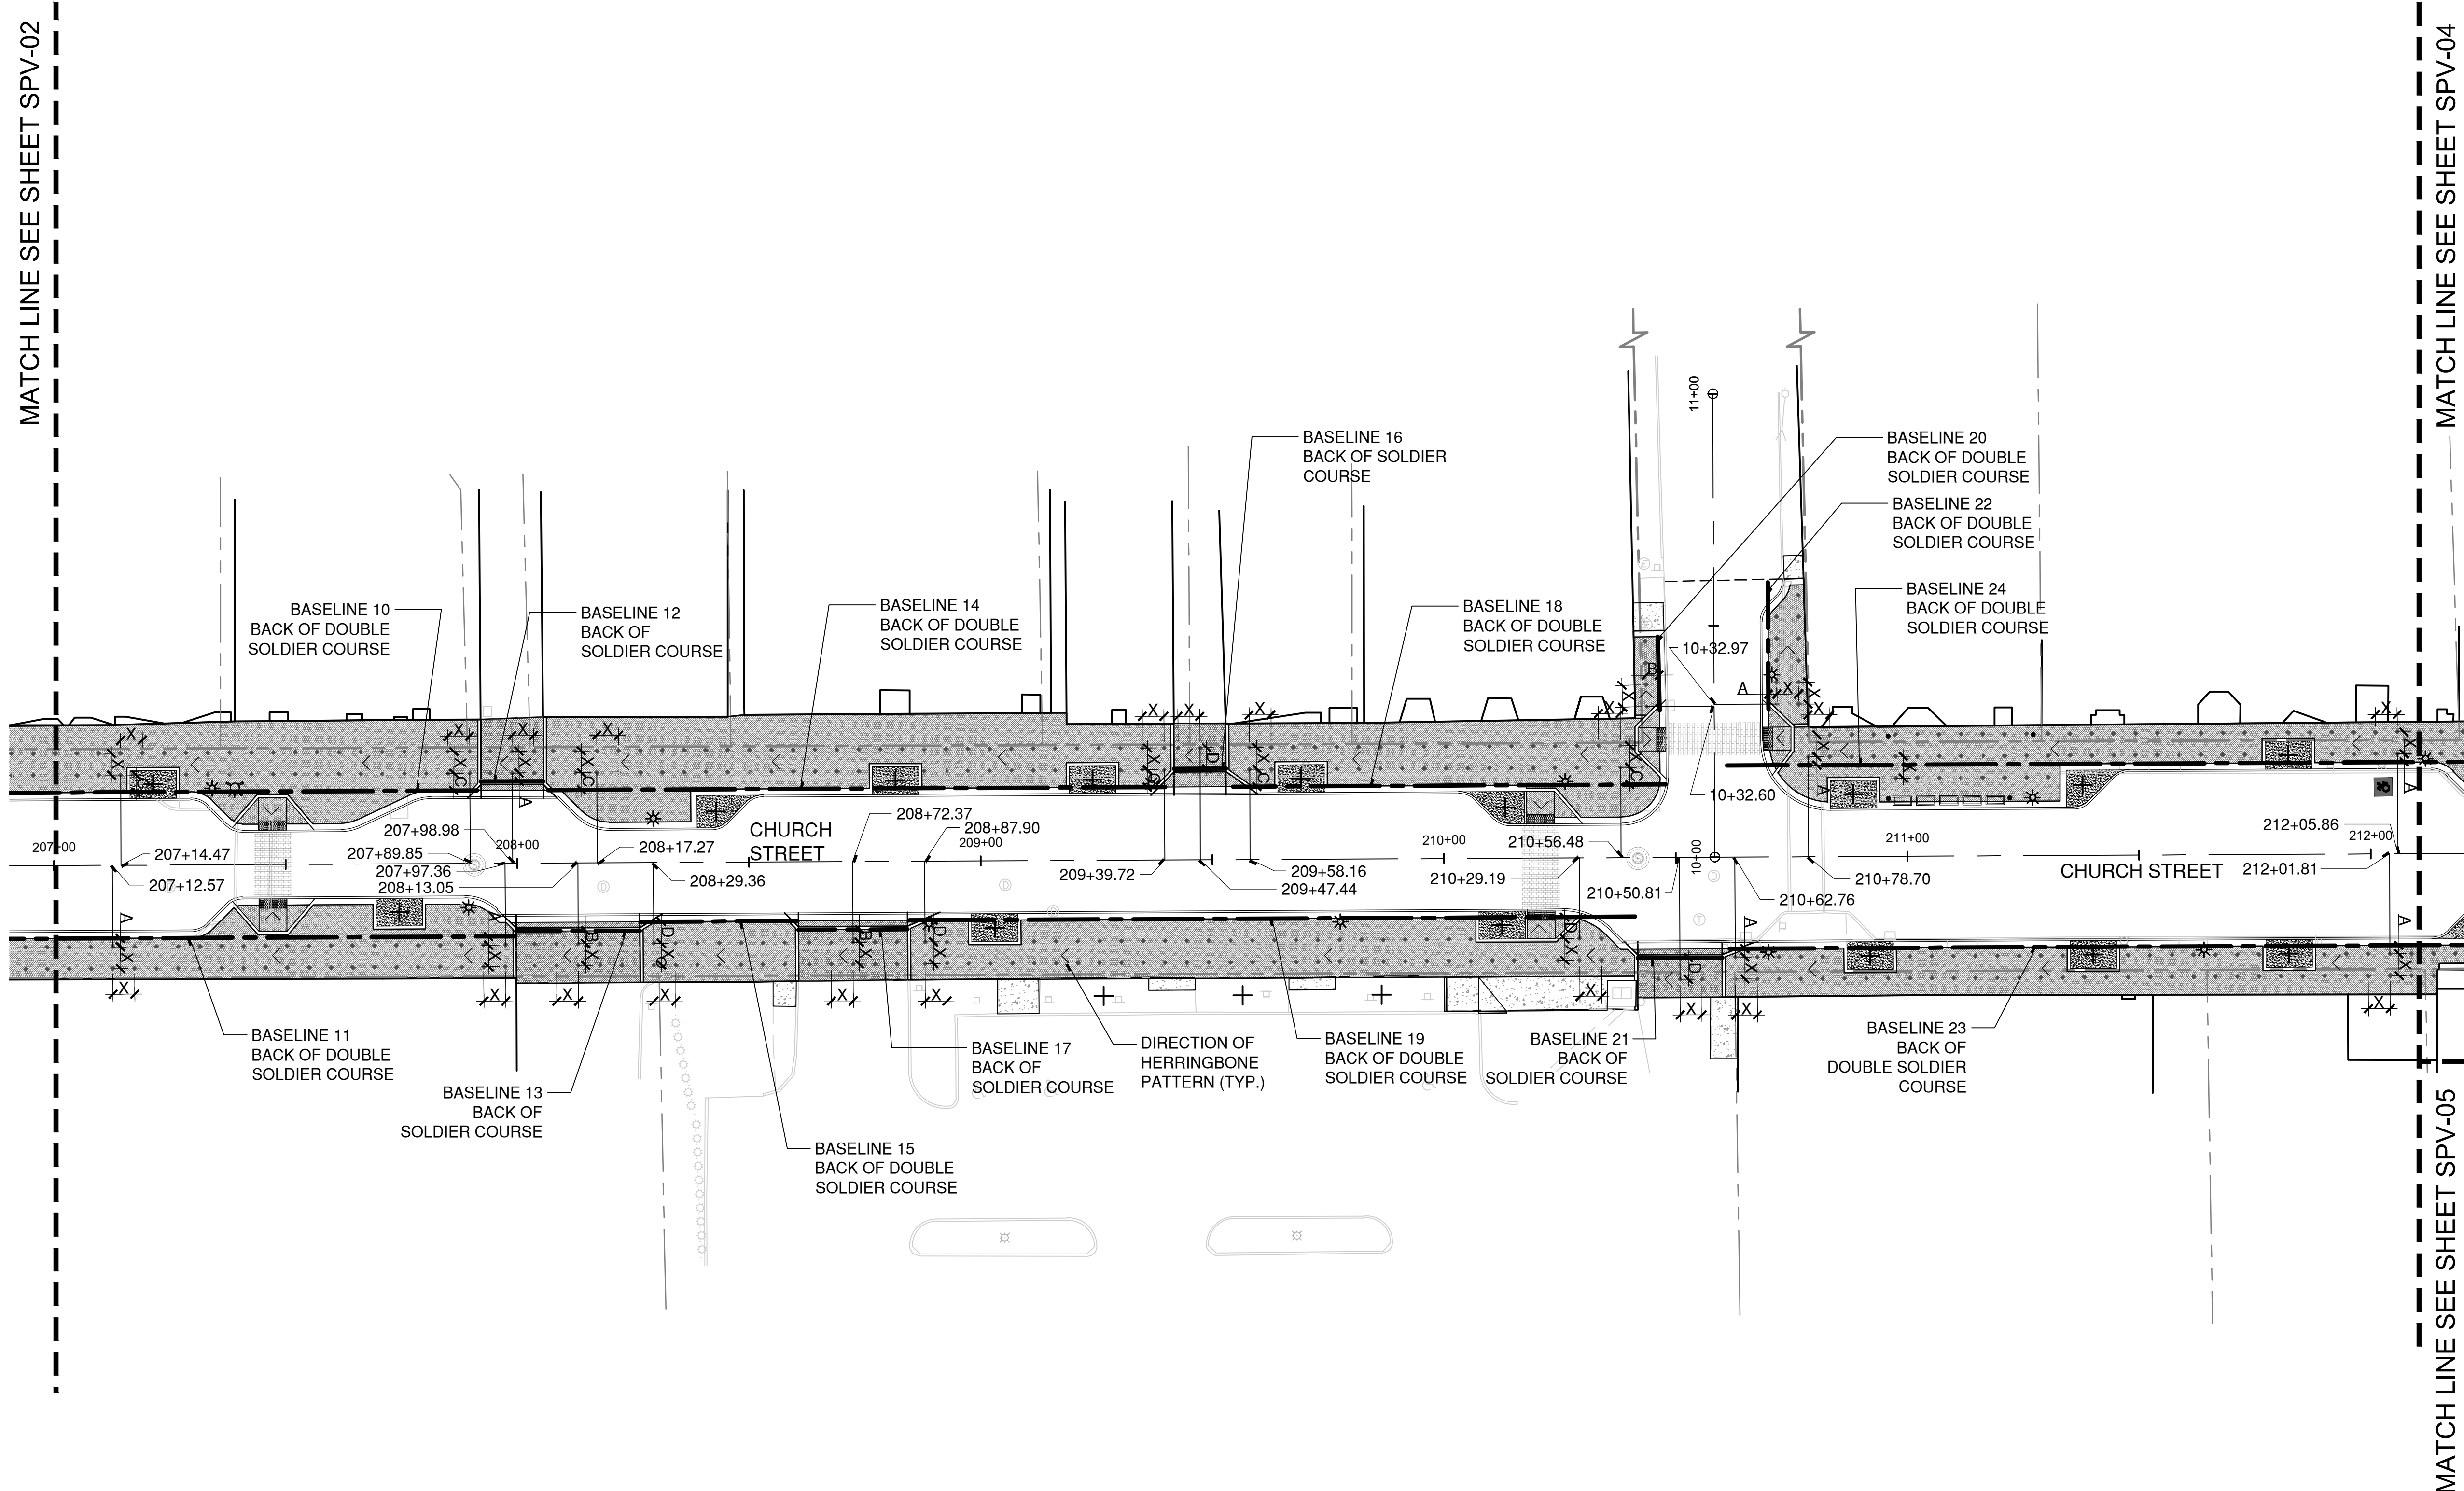 MATCH LINE SEE SHEET SPV-02
MATCH LINE SEE SHEET SPV-04
MATCH LINE SEE SHEET SPV-05
11+00
BASELINE 16
BACK OF SOLDIER
COURSE
BASELINE 20
BACK OF DOUBLE
SOLDIER COURSE
BASELINE 22
BACK OF DOUBLE
SOLDIER COURSE
BASELINE 10
BACK OF DOUBLE
SOLDIER COURSE
BASELINE 12
BACK OF
SOLDIER COURSE
BASELINE 14
BACK OF DOUBLE
SOLDIER COURSE
BASELINE 18
BACK OF DOUBLE
SOLDIER COURSE
BASELINE 24
BACK OF DOUBLE
SOLDIER COURSE
10+32.97
10+32.60
10+00
207+00
207+14.47
207+12.57
207+98.98
207+89.85
207+97.36
208+13.05
208+00
208+17.27
208+29.36
CHURCH
STREET
208+72.37
208+87.90
209+00
209+39.72
209+58.16
209+47.44
210+00
210+29.19
210+56.48
210+50.81
210+62.76
210+78.70
211+00
CHURCH STREET
212+05.86
212+00
212+01.81
BASELINE 11
BACK OF DOUBLE
SOLDIER COURSE
BASELINE 13
BACK OF
SOLDIER COURSE
BASELINE 15
BACK OF DOUBLE
SOLDIER COURSE
BASELINE 17
BACK OF
SOLDIER COURSE
DIRECTION OF
HERRINGBONE
PATTERN (TYP.)
BASELINE 19
BACK OF DOUBLE
SOLDIER COURSE
BASELINE 21
BACK OF
SOLDIER COURSE
BASELINE 23
BACK OF
DOUBLE SOLDIER
COURSE